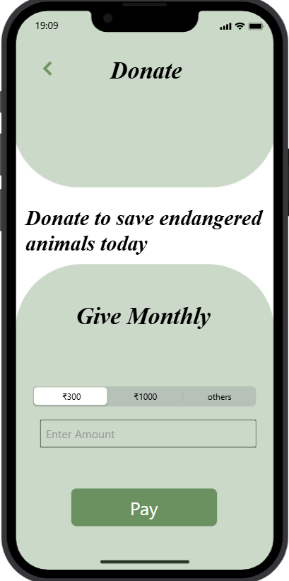 19:09
Donate
Donate to save endangered
animals today
Give Monthly
₹300 ₹1000 others
Enter Amount
Pay